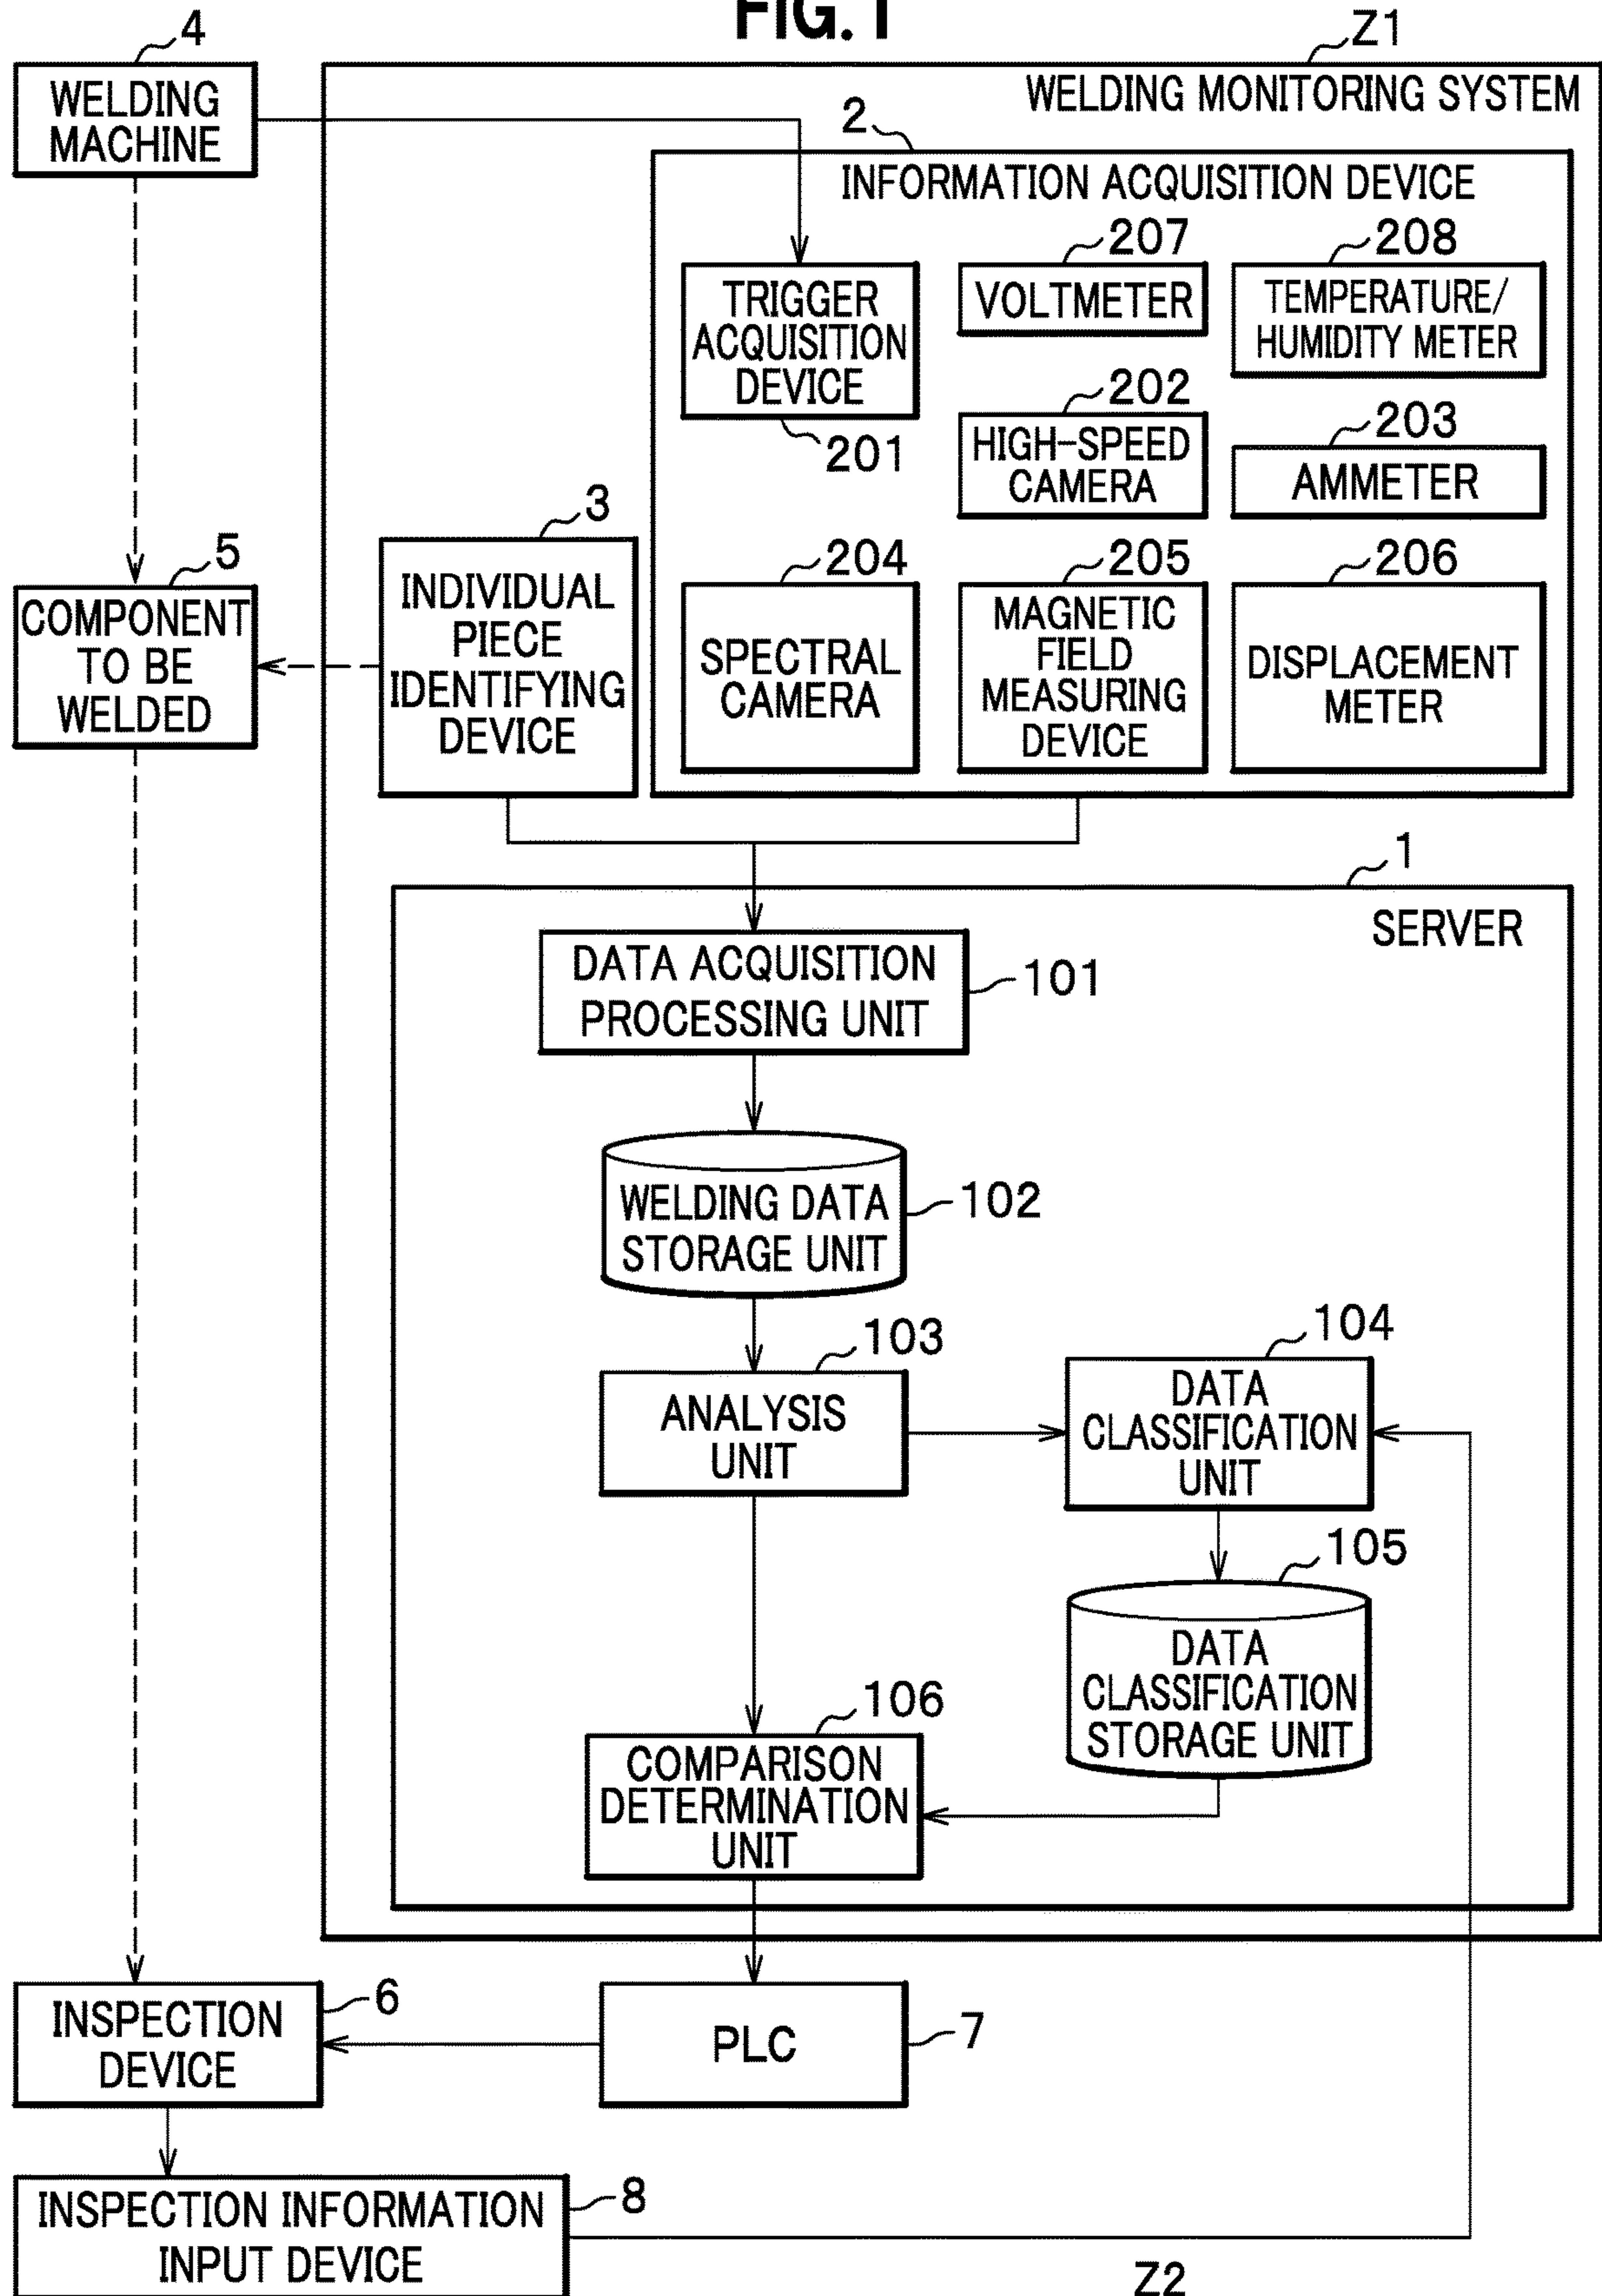 FIG. 1
4
Z1
WELDING
MACHINE
WELDING MONITORING SYSTEM
2
INFORMATION ACQUISITION DEVICE
207
208
TRIGGER
ACQUISITION
DEVICE
201
VOLTMETER
TEMPERATURE/
HUMIDITY METER
202
HIGH-SPEED
CAMERA
203
AMMETER
3
INDIVIDUAL
PIECE
IDENTIFYING
DEVICE
5
COMPONENT
TO BE
WELDED
204
SPECTRAL
CAMERA
205
MAGNETIC
FIELD
MEASURING
DEVICE
206
DISPLACEMENT
METER
1
SERVER
DATA ACQUISITION
PROCESSING UNIT
101
WELDING DATA
STORAGE UNIT
102
103
ANALYSIS
UNIT
104
DATA
CLASSIFICATION
UNIT
105
DATA
CLASSIFICATION
STORAGE UNIT
106
COMPARISON
DETERMINATION
UNIT
INSPECTION
DEVICE
6
PLC
7
INSPECTION INFORMATION
INPUT DEVICE
8
Z2